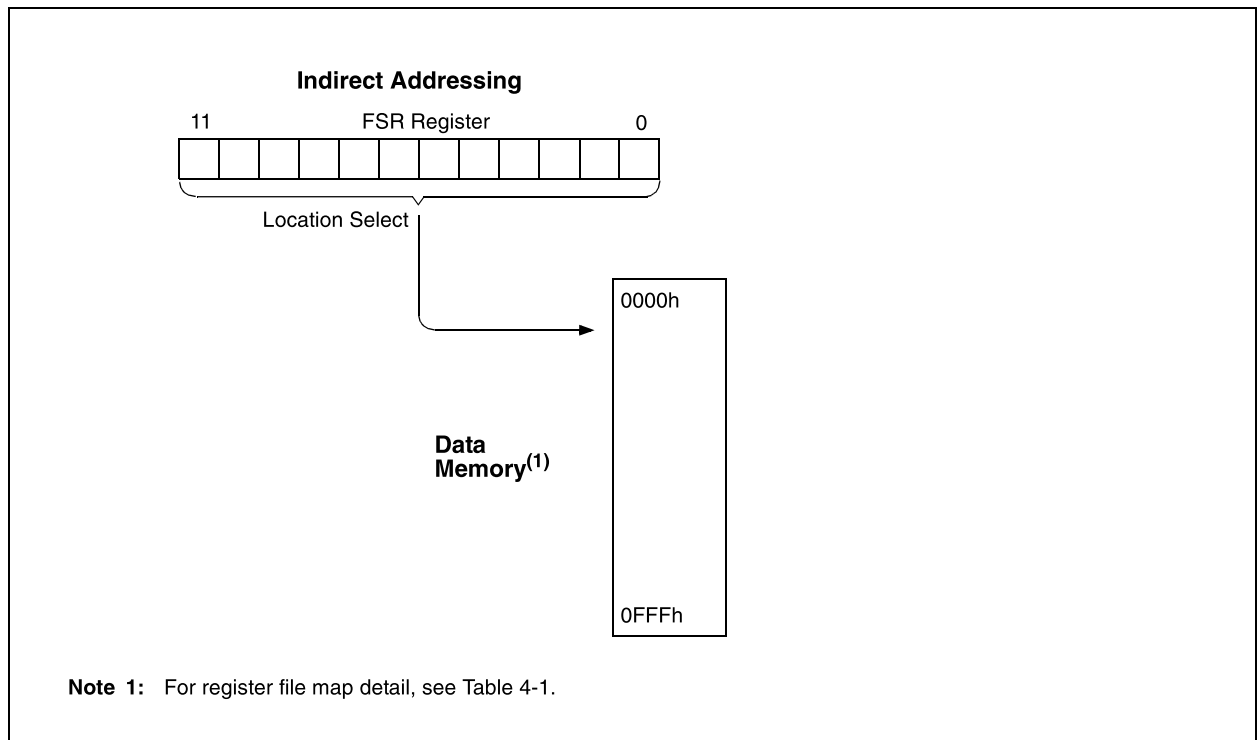 Indirect Addressing
11 FSR Register 0
Location Select
0000h
Data
Memory(1)
0FFFh
Note 1: For register file map detail, see Table 4-1.